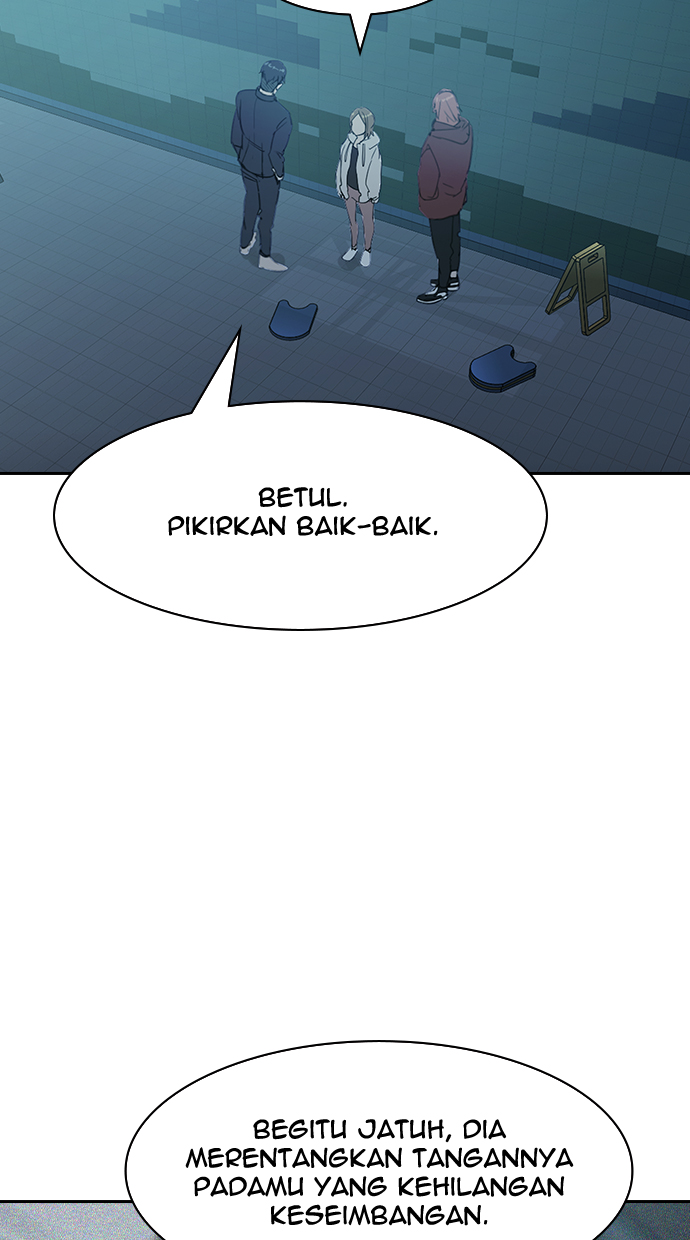 BETUL.
PIKIRKAN BAIK-BAIK.
BEGITU JATUH, DIA
MERENTANGKAN TANGANNYA
PADAMU YANG KEHILANGAN
KESEIMBANGAN.